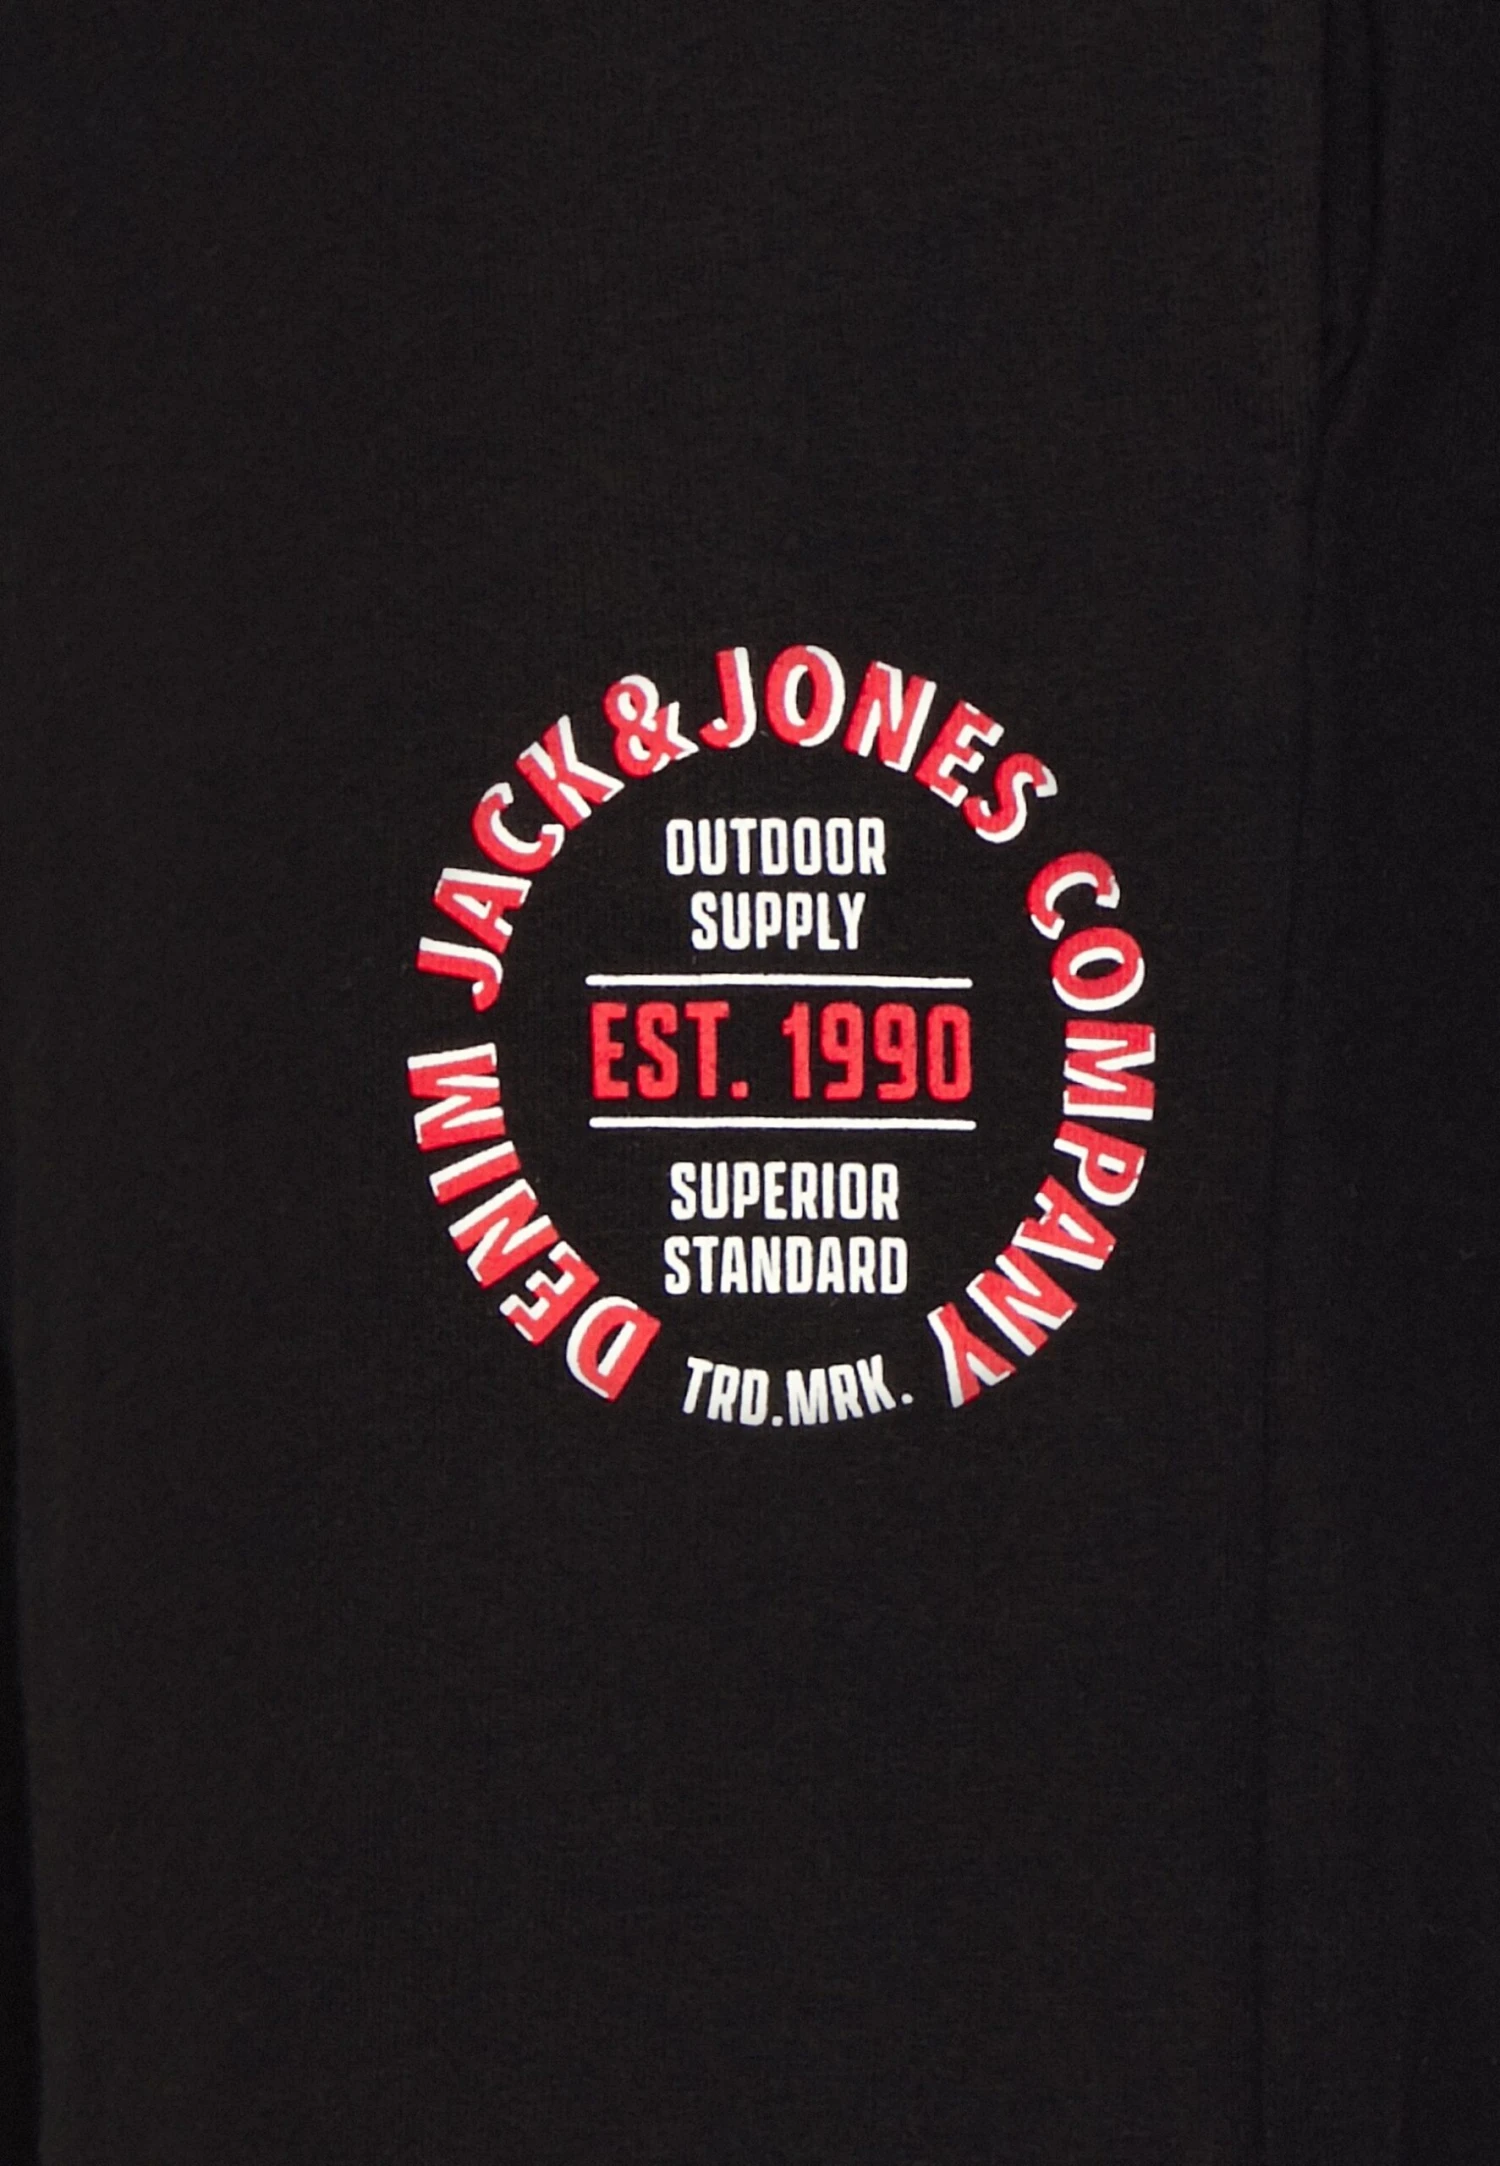 DENIM JACK&JONES COMPANY
OUTDOOR
SUPPLY
EST. 1990
SUPERIOR
STANDARD
TRD.MRK.